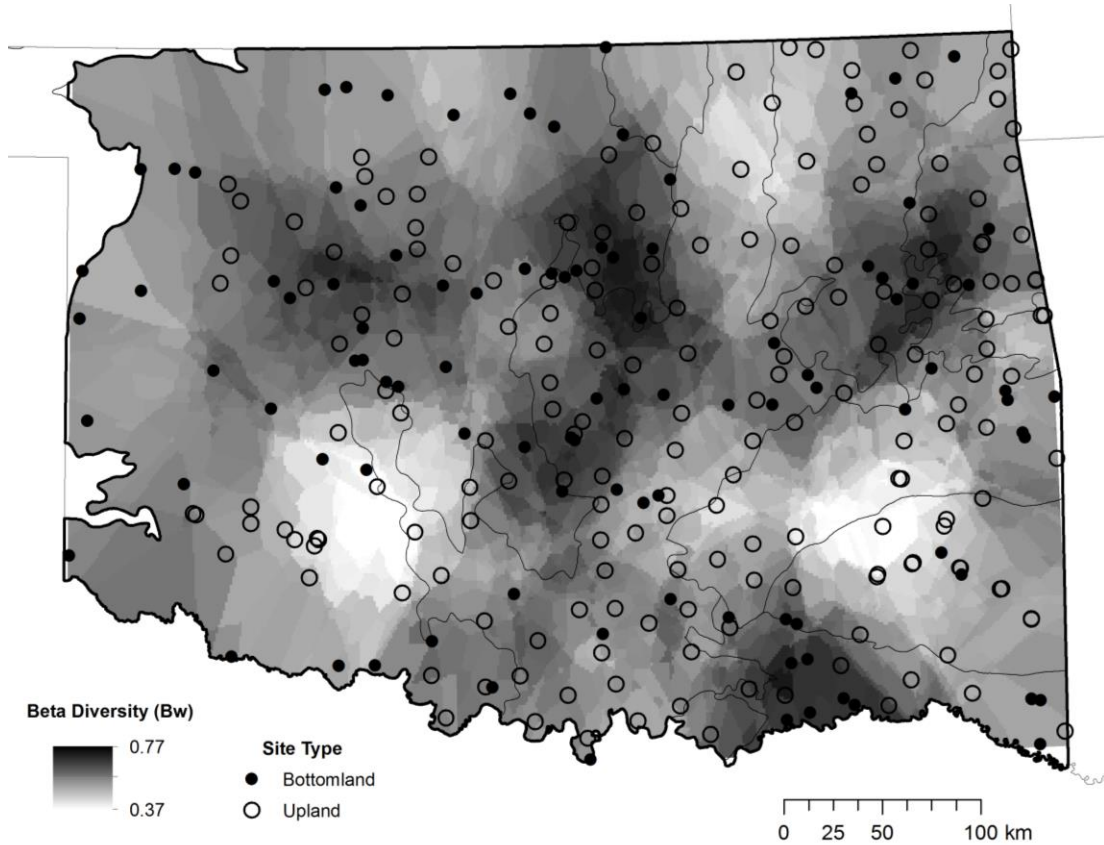 Beta Diversity (Bw)
0.77
0.37
Site Type
Bottomland
Upland
0 25 50 100 km